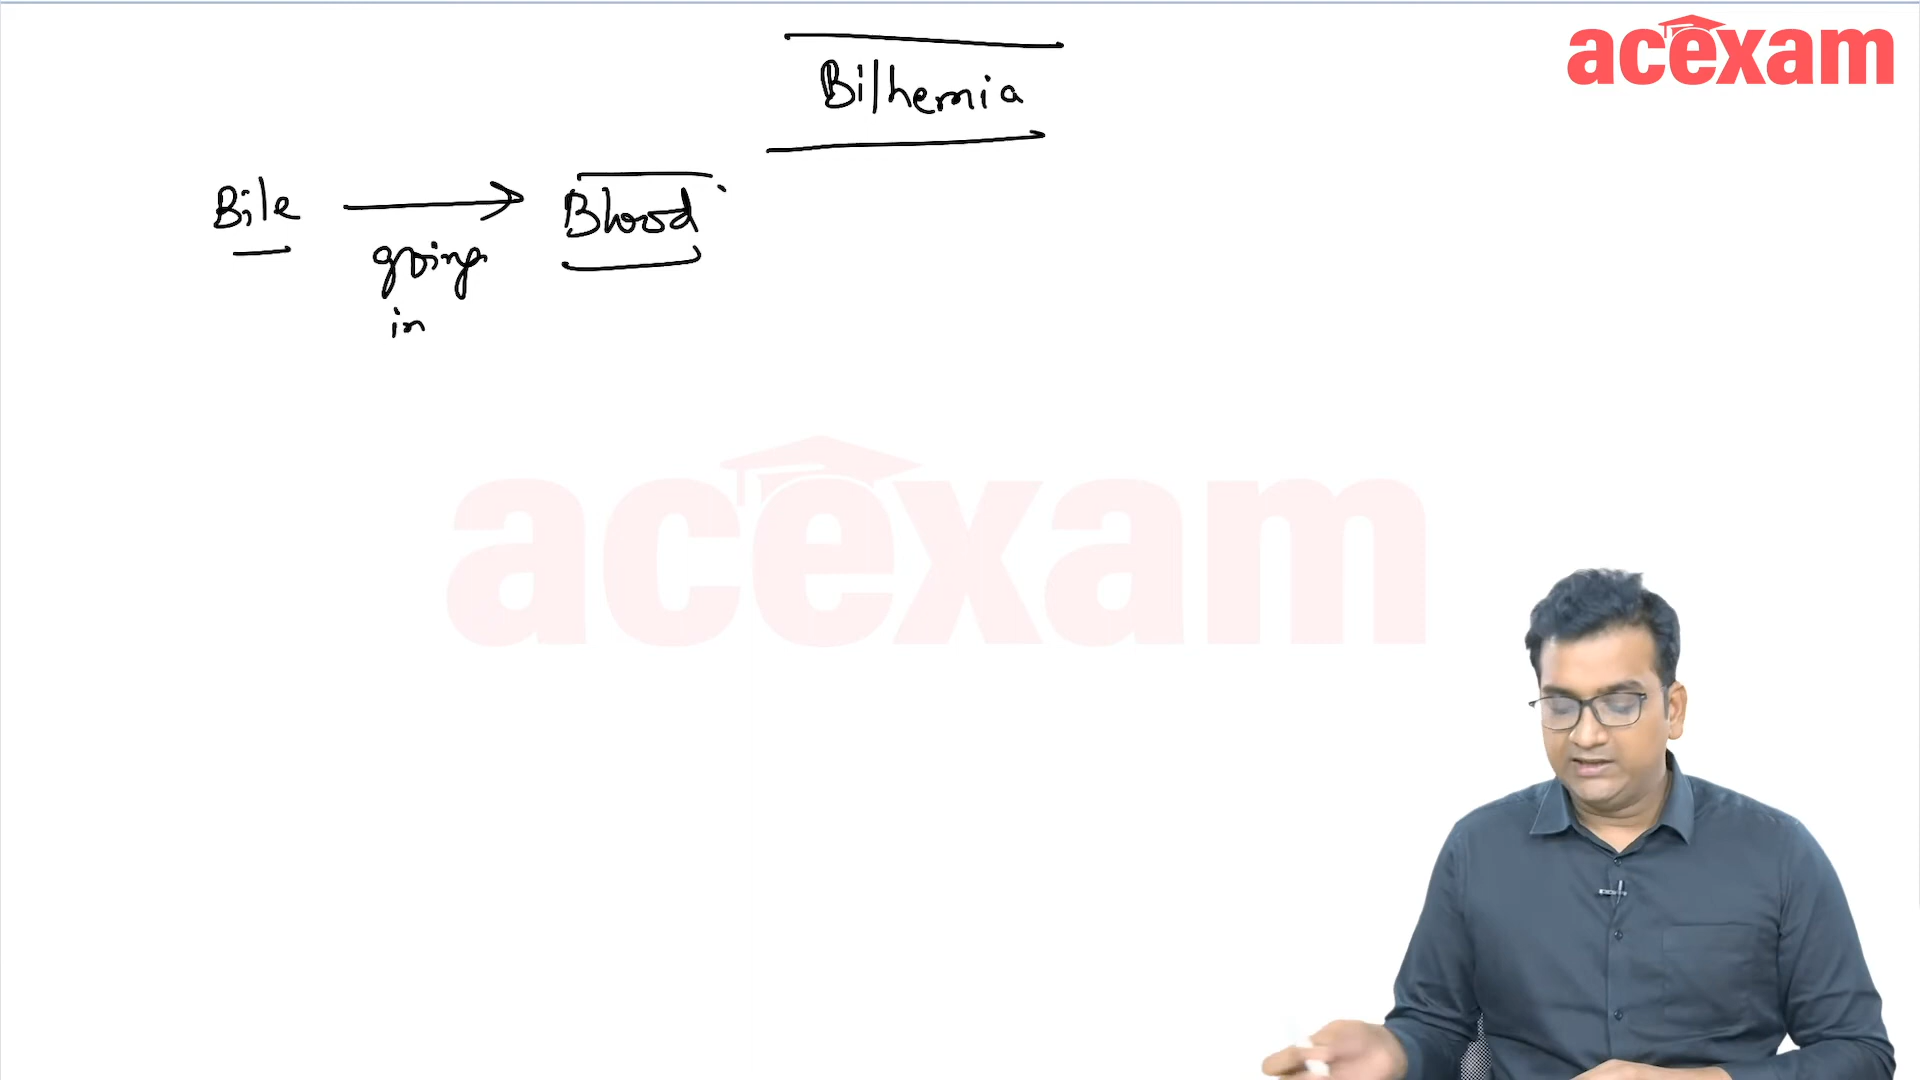 acexam
Bilhemia
Bile → Blood
going
in
acexam